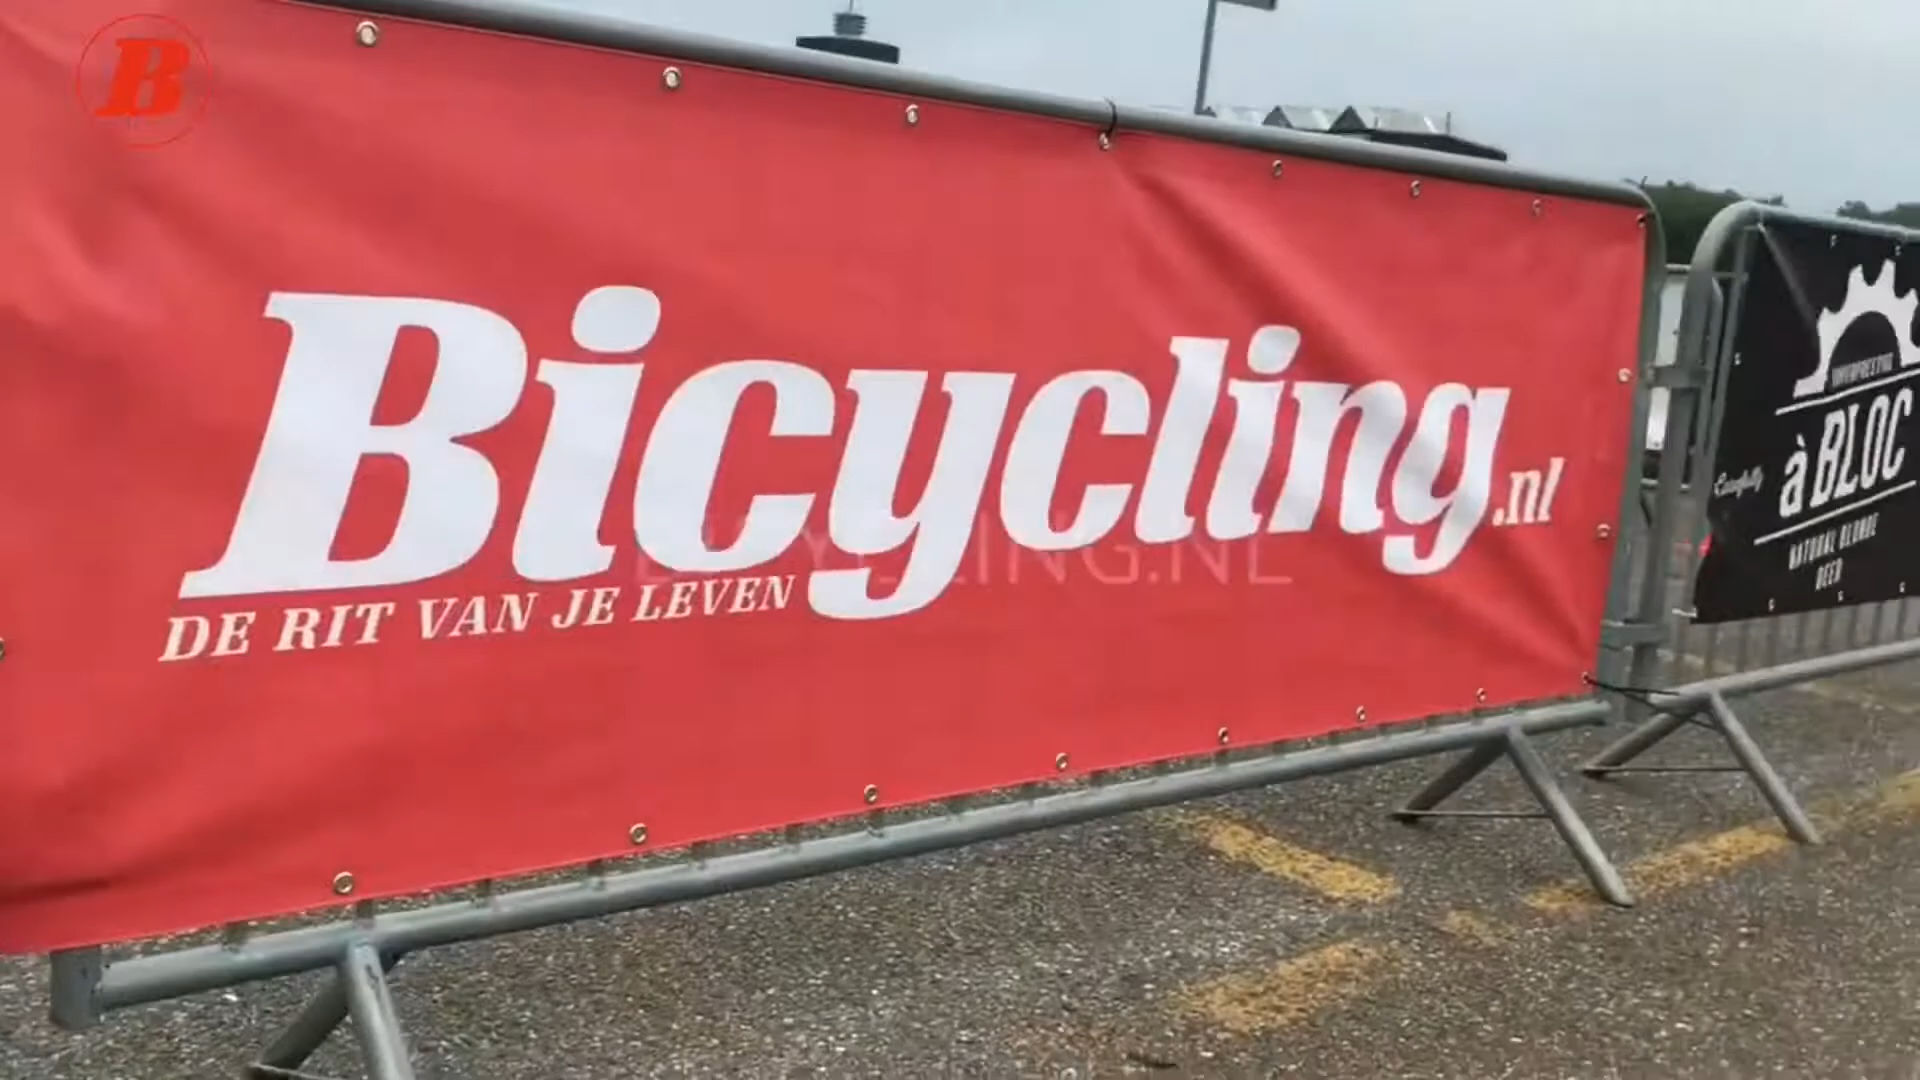 B
Bicycling.nl
DE RIT VAN JE LEVEN
à BLOC
NATURAL BLONDE
BEER